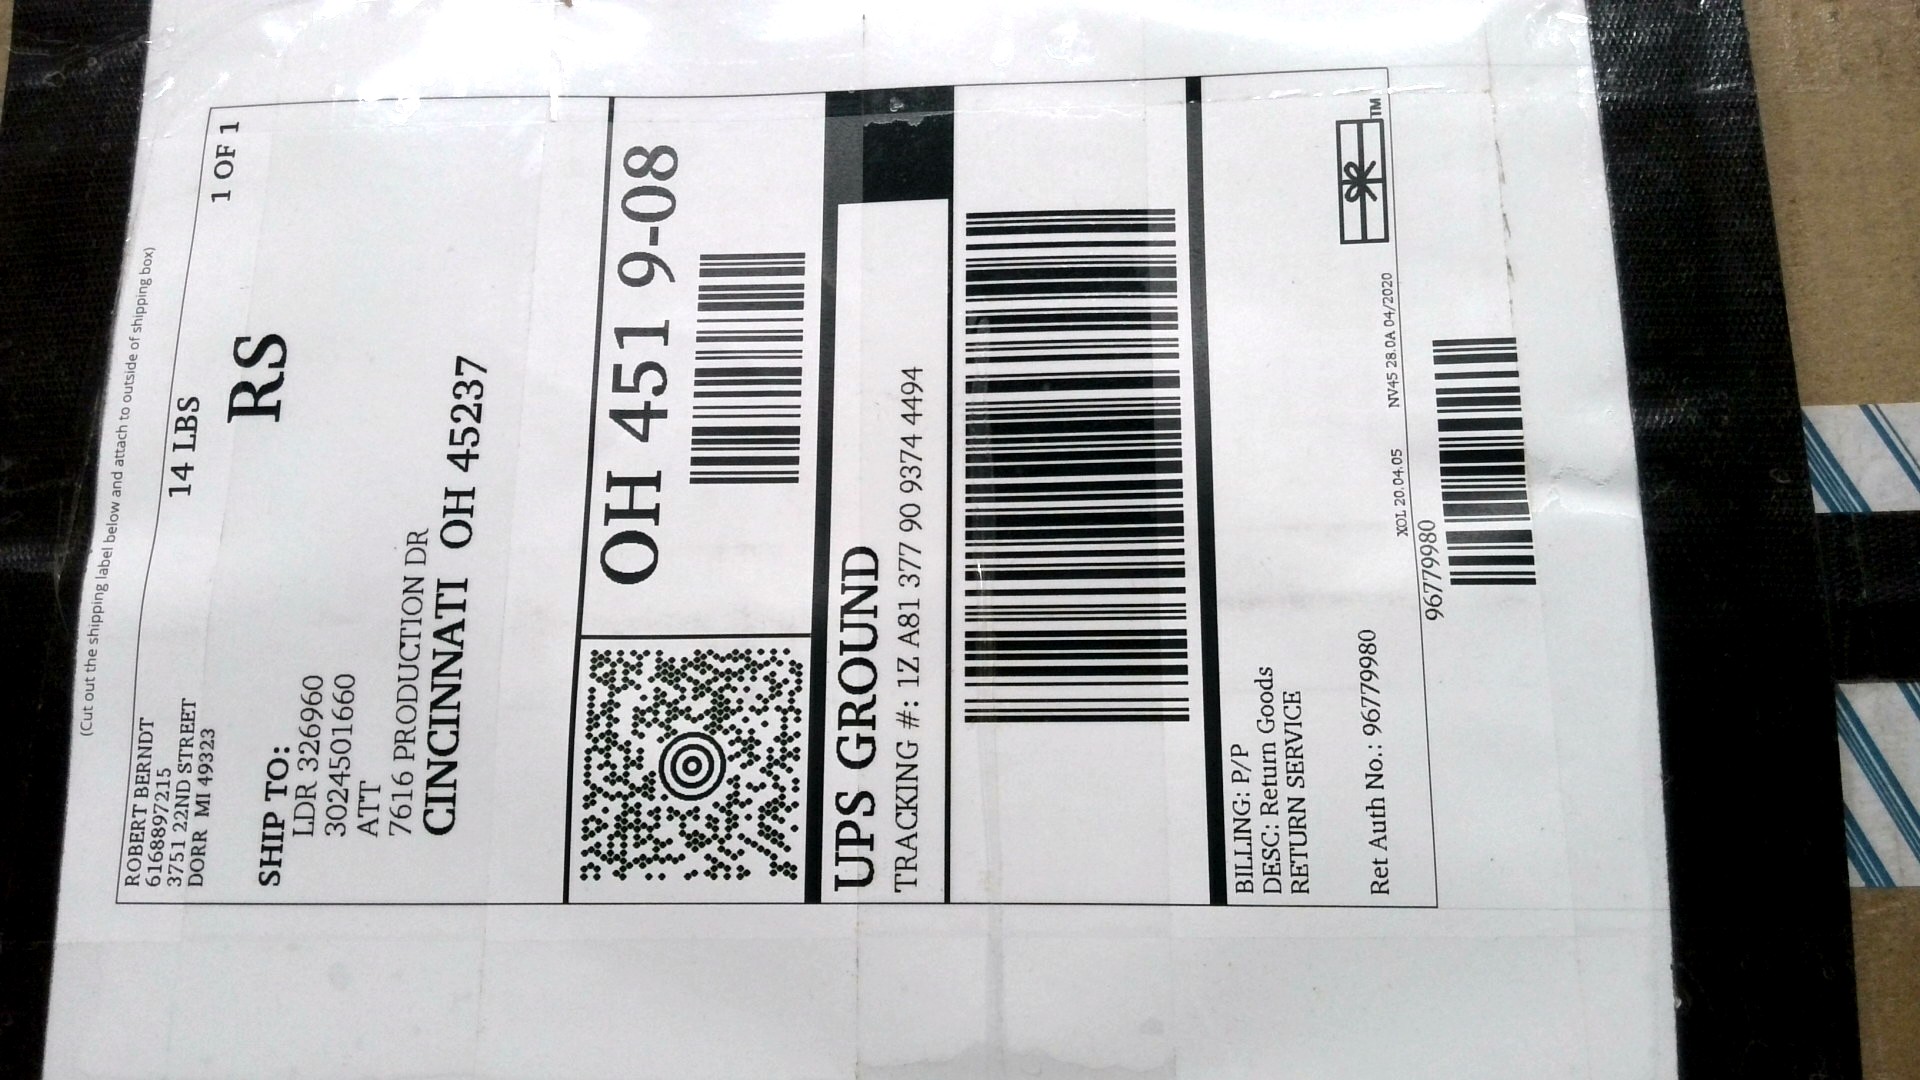 (Cut out the shipping label below and attach to outside of shipping box)
ROBERT BERNDT
6168897215
3751 22ND STREET
DORR MI 49323
14 LBS
1 OF 1
RS
SHIP TO:
LDR 326960
3024501660
ATT
7616 PRODUCTION DR
CINCINNATI OH 45237
OH 451 9-08
UPS GROUND
TRACKING #: 1Z A81 377 90 9374 4494
BILLING: P/P
DESC: Return Goods
RETURN SERVICE
Ret Auth No.: 96779980
TM
XOL 20.04.05 NV45 28.0A 04/2020
96779980